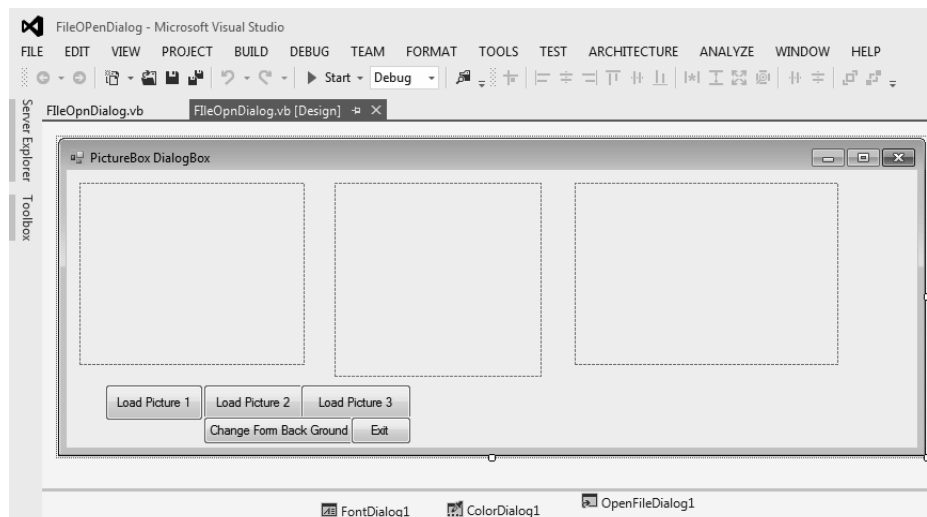 FileOPenDialog - Microsoft Visual Studio
FILE EDIT VIEW PROJECT BUILD DEBUG TEAM FORMAT TOOLS TEST ARCHITECTURE ANALYZE WINDOW HELP
Start Debug
Server Explorer
Toolbox
FIleOpnDialog.vb FIleOpnDialog.vb [Design]
PictureBox DialogBox
Load Picture 1 Load Picture 2 Load Picture 3
Change Form Back Ground Exit
FontDialog1 ColorDialog1 OpenFileDialog1